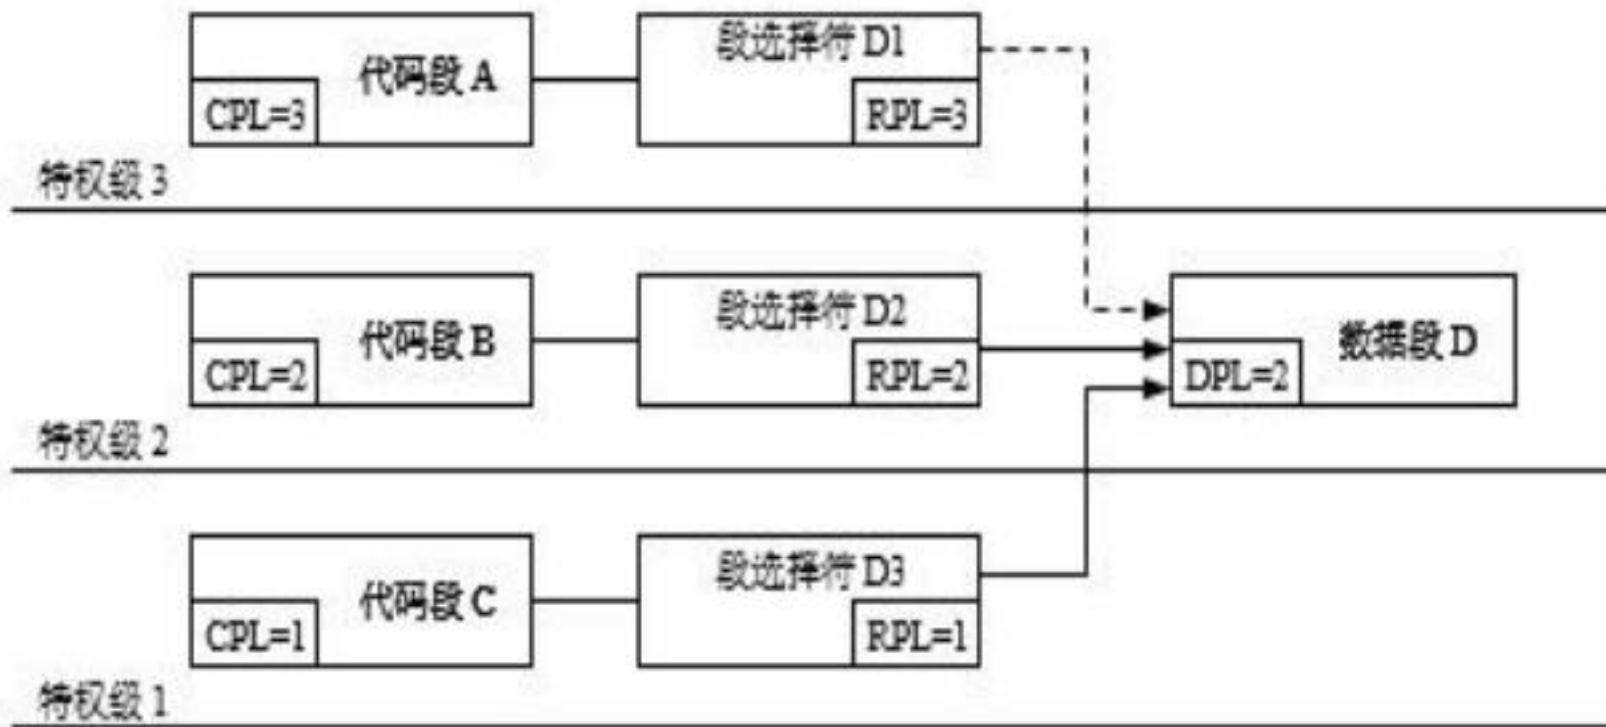 段选择符 D1
代码段 A
CPL=3
RPL=3
特权级 3
段选择符 D2
代码段 B
数据段 D
CPL=2
RPL=2
DPL=2
特权级 2
段选择符 D3
代码段 C
CPL=1
RPL=1
特权级 1